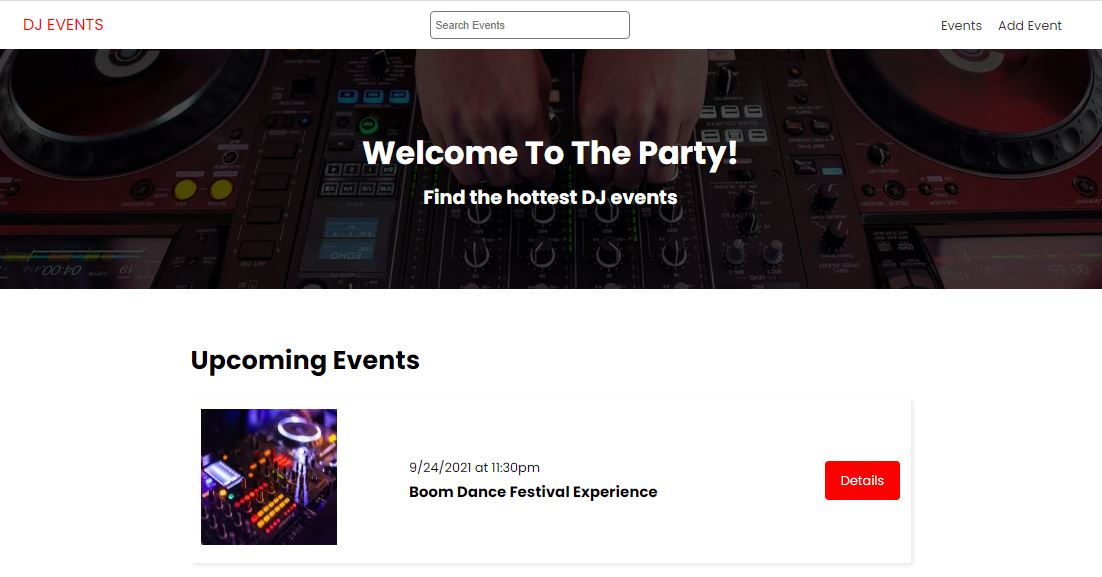 DJ EVENTS
Search Events
Events
Add Event
Welcome To The Party!
Find the hottest DJ events
ECHO
Upcoming Events
9/24/2021 at 11:30pm
Boom Dance Festival Experience
Details